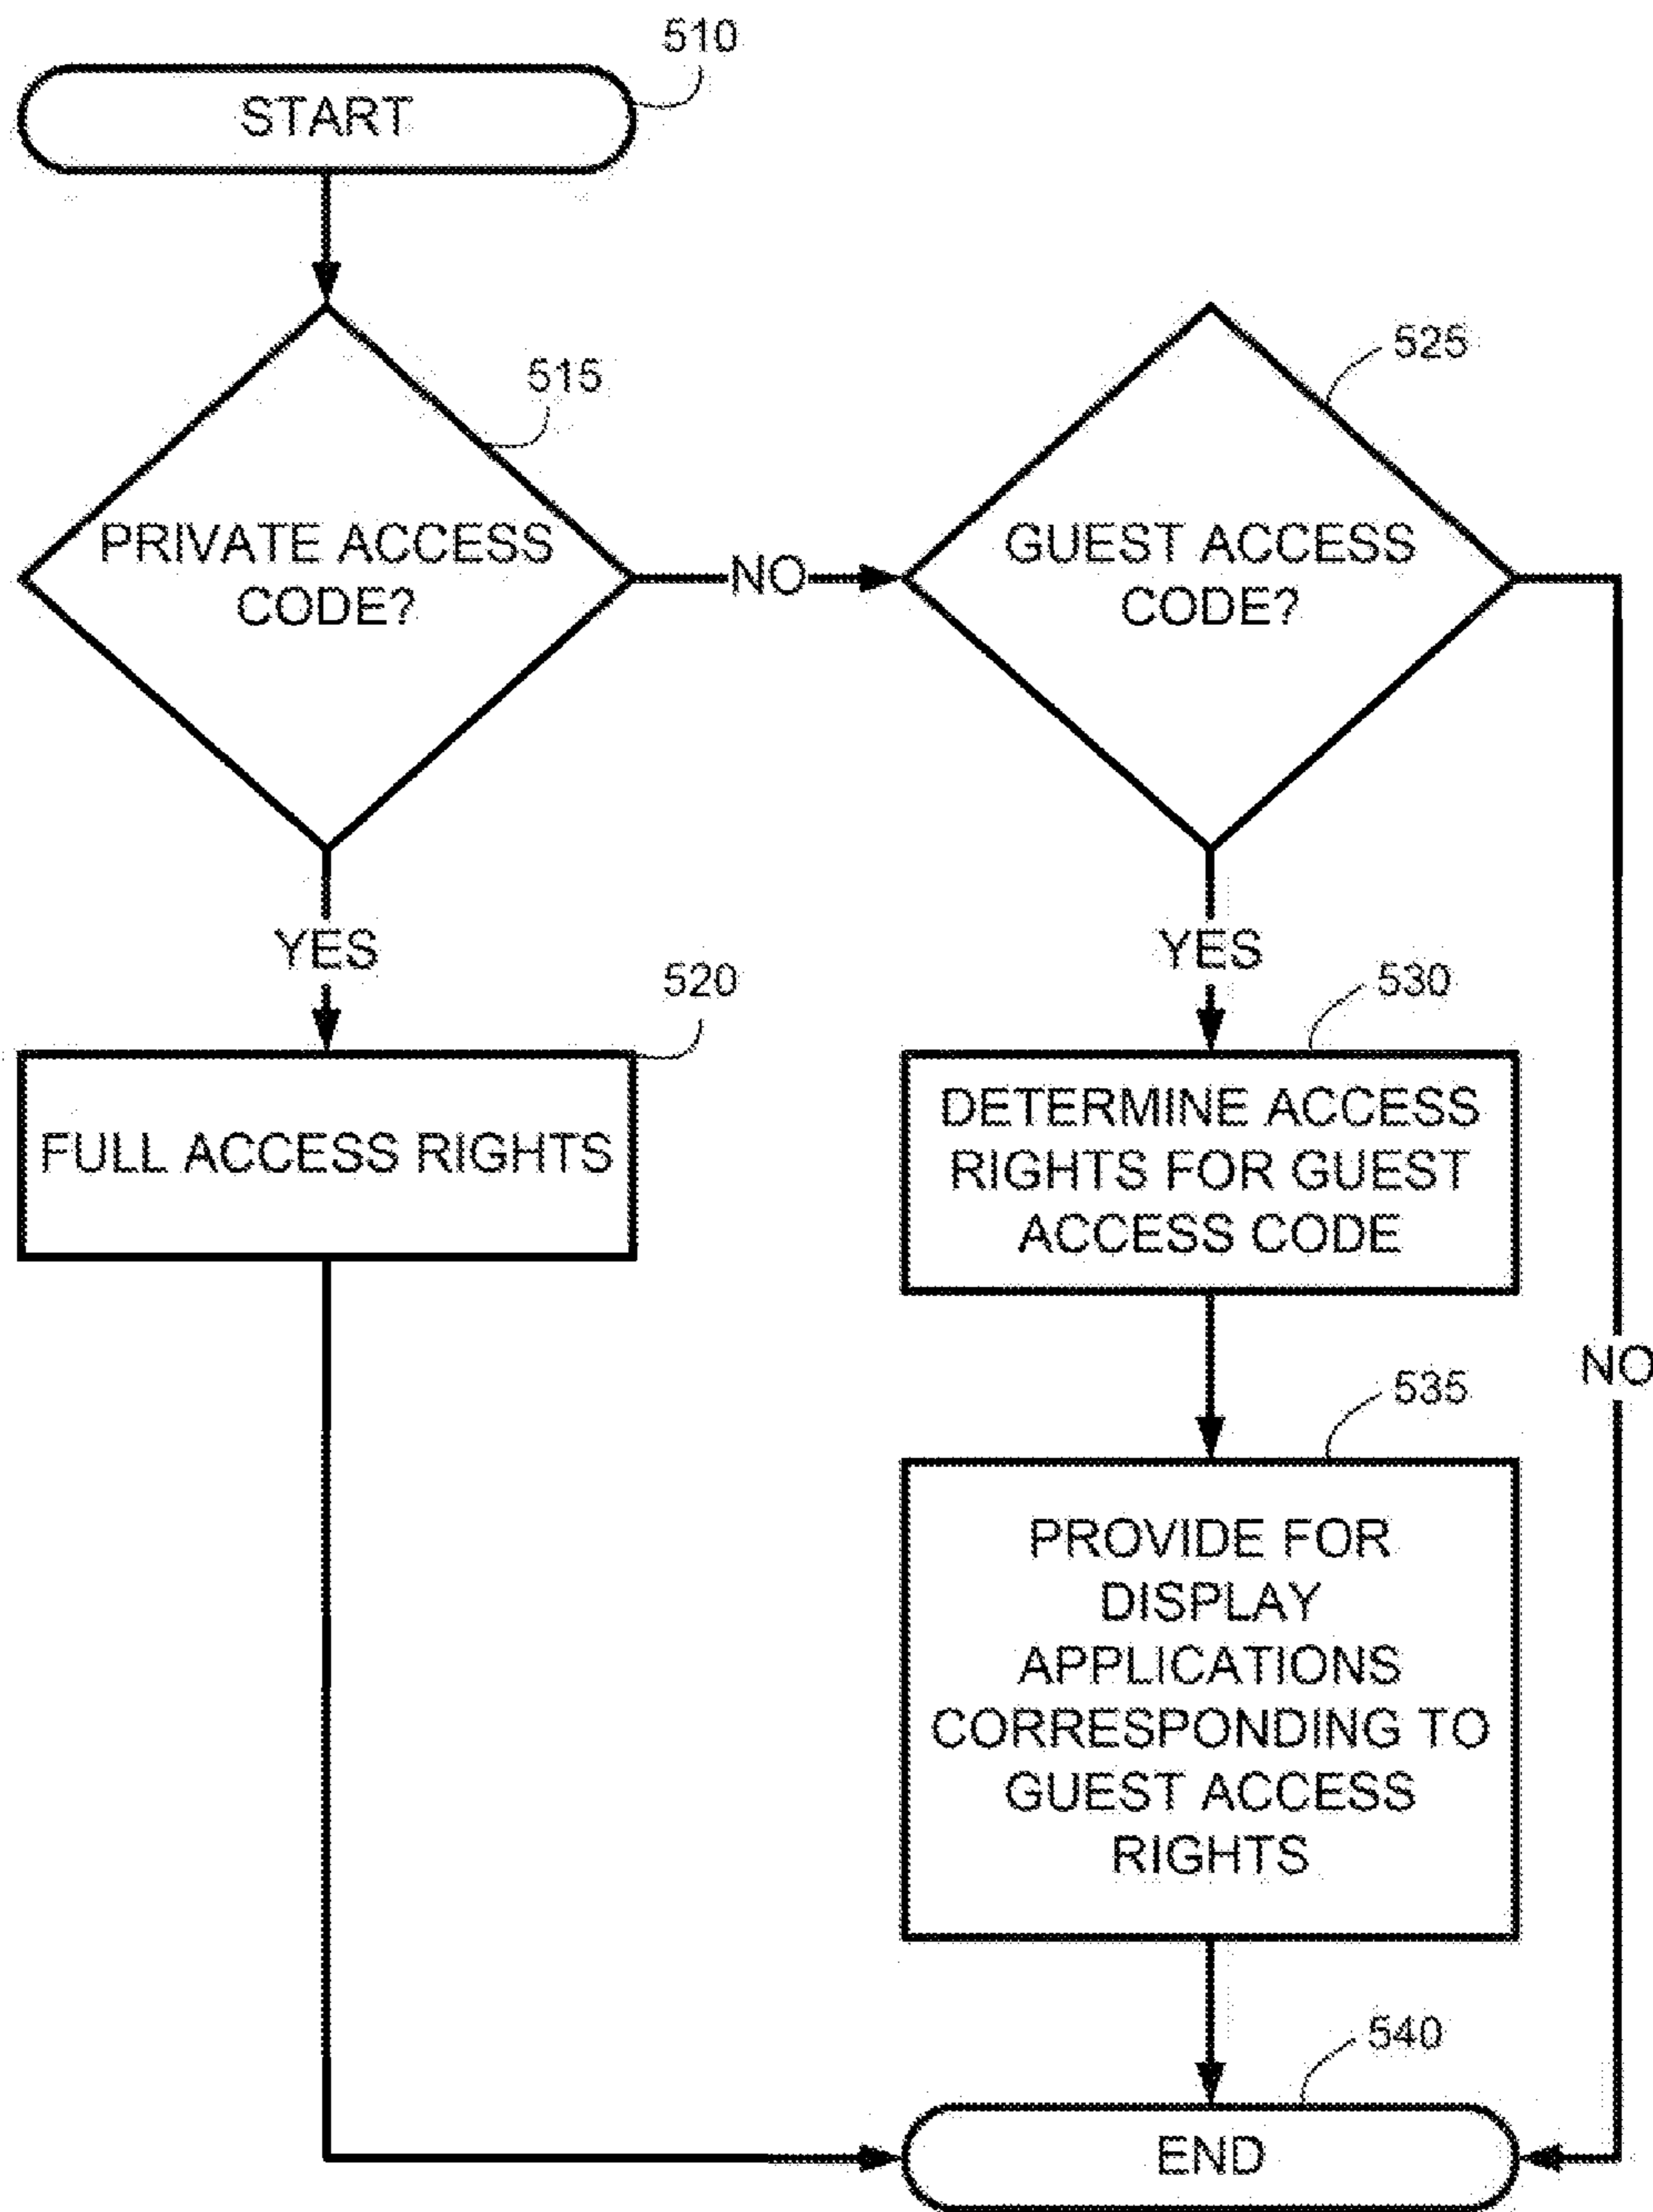 510
START
515
PRIVATE ACCESS
CODE?
NO
525
GUEST ACCESS
CODE?
YES
520
FULL ACCESS RIGHTS
YES
530
DETERMINE ACCESS
RIGHTS FOR GUEST
ACCESS CODE
NO
535
PROVIDE FOR
DISPLAY
APPLICATIONS
CORRESPONDING TO
GUEST ACCESS
RIGHTS
540
END